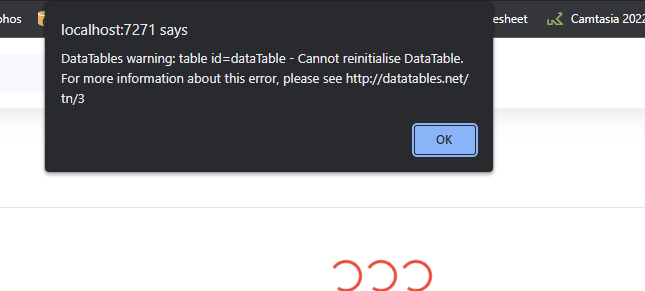 phos
esheet
Camtasia 2022
localhost:7271 says
DataTables warning: table id=dataTable - Cannot reinitialise DataTable.
For more information about this error, please see http://datatables.net/
tn/3
OK